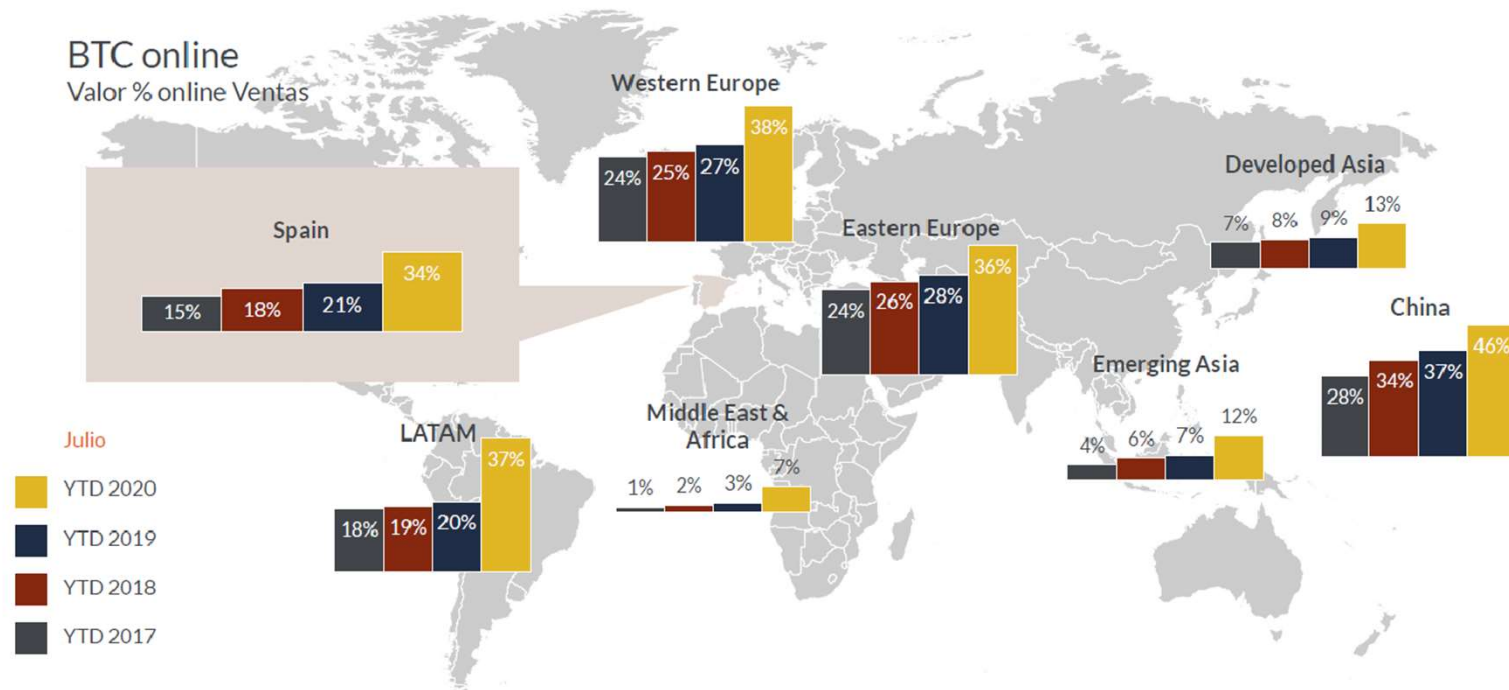 BTC online
Valor % online Ventas
Western Europe
24%
25%
27%
38%
Developed Asia
7%
8%
9%
13%
Spain
15%
18%
21%
34%
Eastern Europe
24%
26%
28%
36%
China
28%
34%
37%
46%
Emerging Asia
4%
6%
7%
12%
Middle East &
Africa
1%
2%
3%
7%
LATAM
18%
19%
20%
37%
Julio
YTD 2020
YTD 2019
YTD 2018
YTD 2017